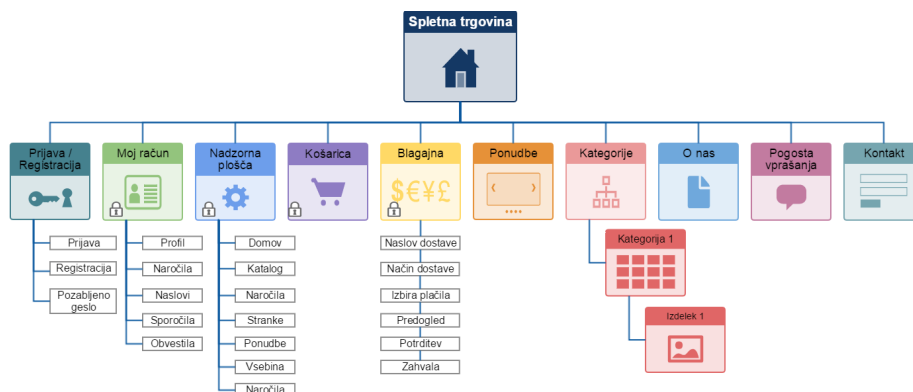 Spletna trgovina
Prijava /
Registracija
Moj račun
Nadzorna
plošča
Košarica
Blagajna
$€¥£
Ponudbe
Kategorije
O nas
Pogosta
vprašanja
Kontakt
Prijava
Registracija
Pozabljeno
geslo
Profil
Naročila
Naslovi
Sporočila
Obvestila
Domov
Katalog
Naročila
Stranke
Ponudbe
Vsebina
Naročila
Naslov dostave
Način dostave
Izbira plačila
Predogled
Potrditev
Zahvala
Kategorija 1
Izdelek 1